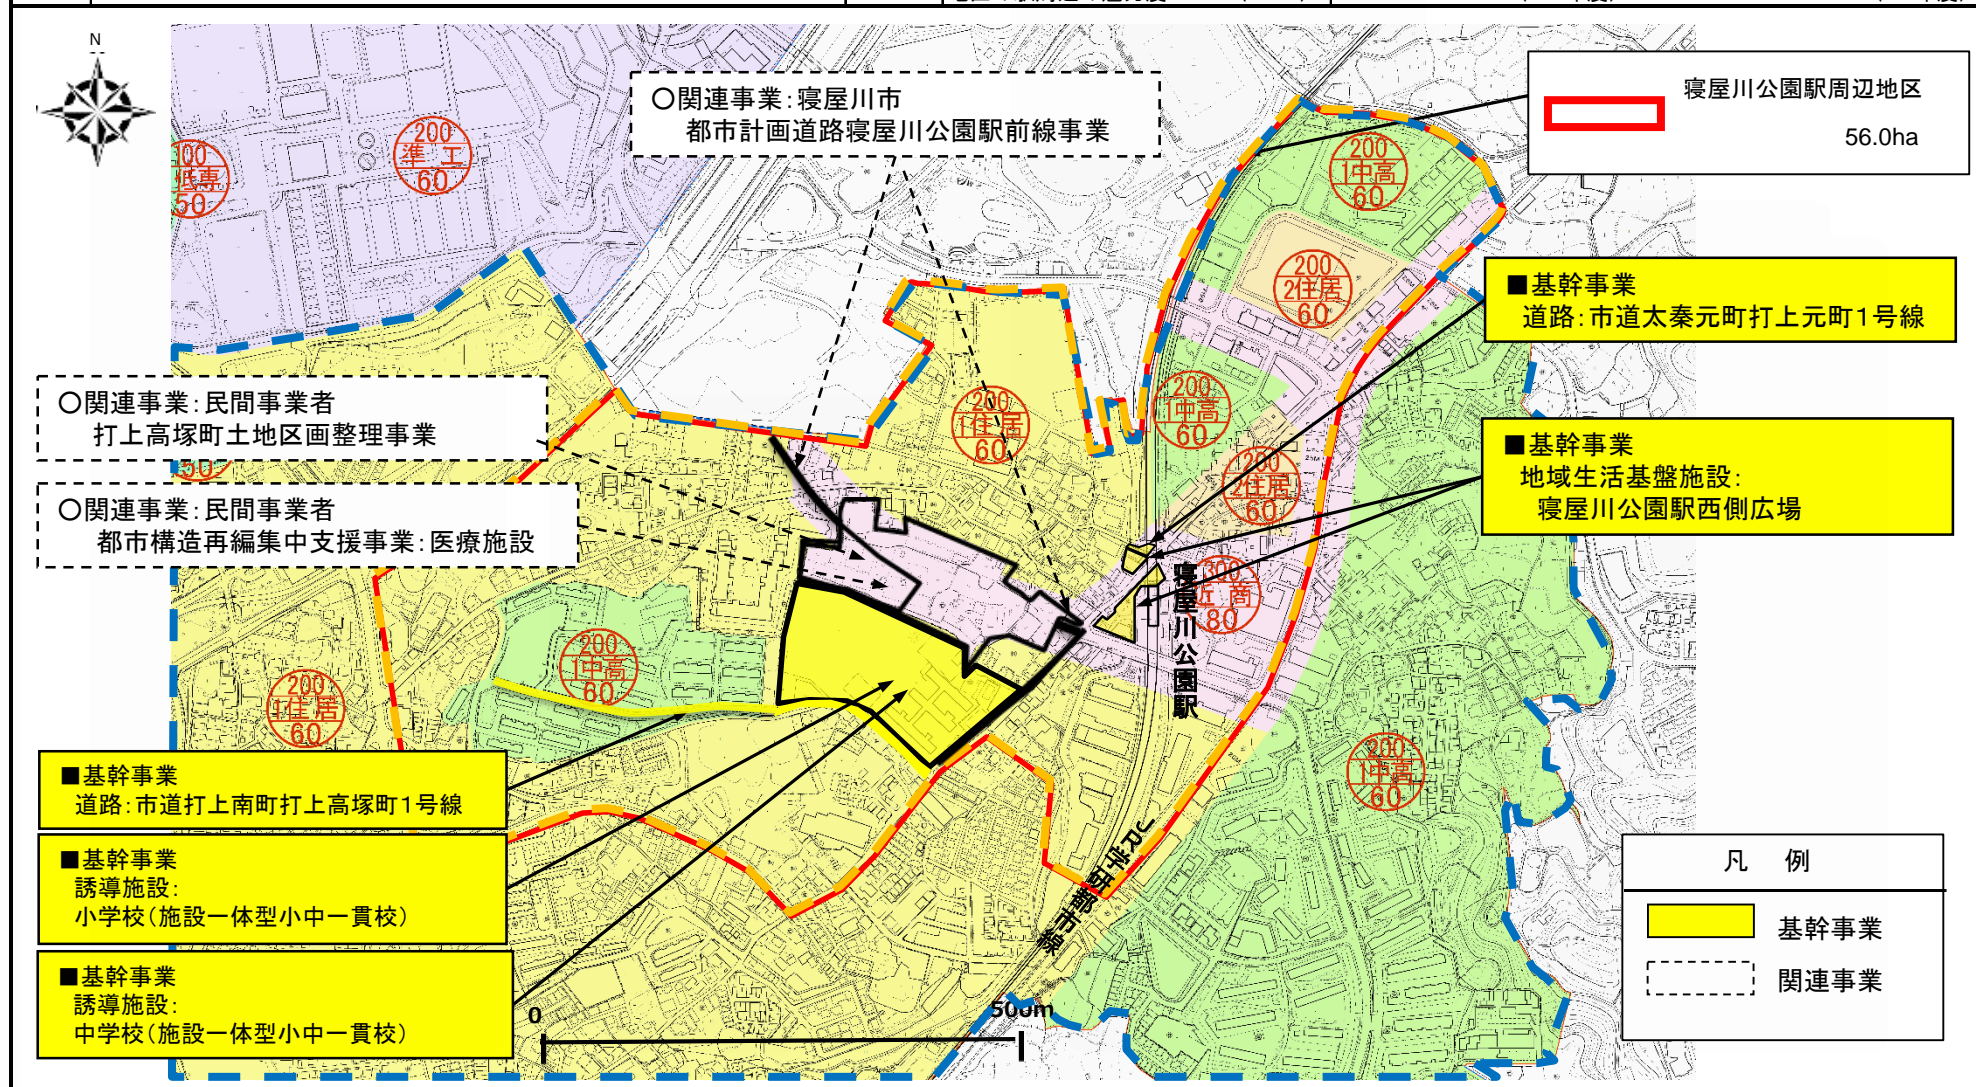 N
○関連事業：寝屋川市
都市計画道路寝屋川公園駅前線事業
寝屋川公園駅周辺地区
56.0ha
200
準工
60
00
低専
50
200
1中高
60
200
2住居
60
■基幹事業
道路：市道太秦元町打上元町1号線
○関連事業：民間事業者
打上高塚町土地区画整理事業
200
1住居
60
200
1中高
60
■基幹事業
地域生活基盤施設：
寝屋川公園駅西側広場
50
○関連事業：民間事業者
都市構造再編集中支援事業：医療施設
200
2住居
60
300
近商
80
寝屋川公園駅
200
1中高
60
200
1住居
60
200
1中高
60
■基幹事業
道路：市道打上南町打上高塚町1号線
■基幹事業
誘導施設：
小学校（施設一体型小中一貫校）
■基幹事業
誘導施設：
中学校（施設一体型小中一貫校）
JR学研都市線
0
500m
凡 例
基幹事業
関連事業